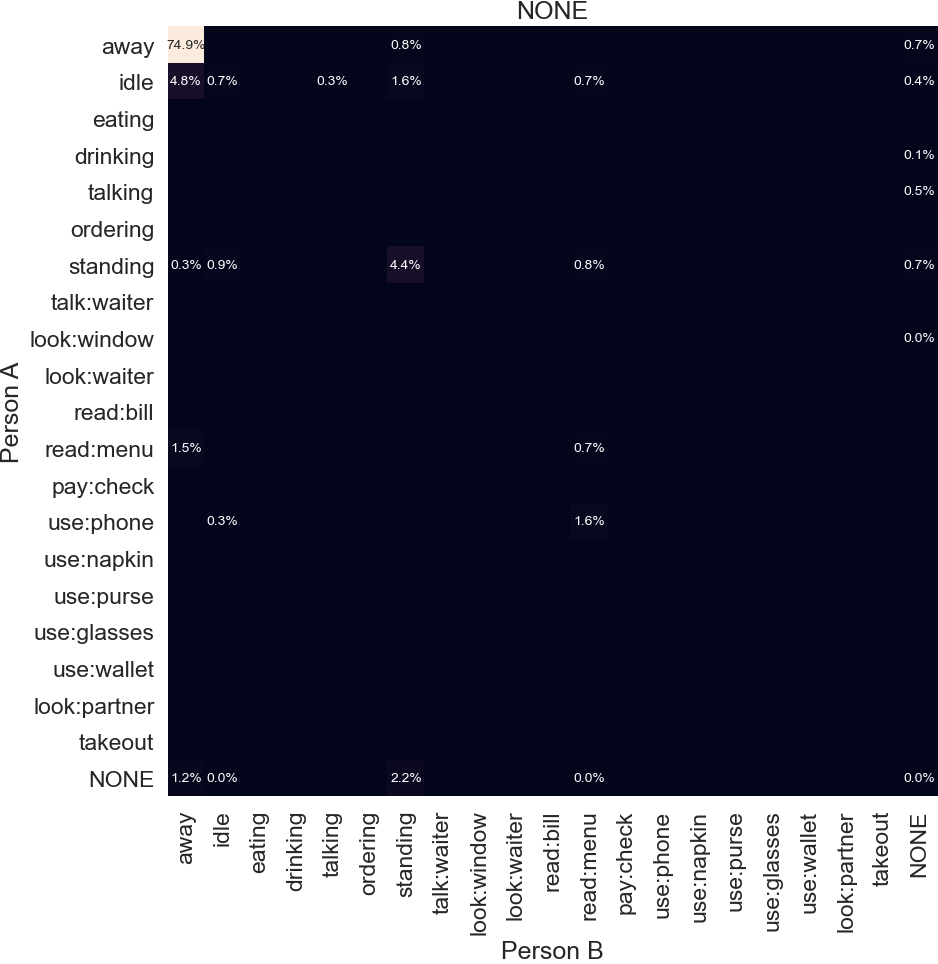 NONE
away 74.9% 0.8% 0.7%
idle 4.8% 0.7% 0.3% 1.6% 0.7% 0.4%
eating
drinking 0.1%
talking 0.5%
ordering
standing 0.3% 0.9% 4.4% 0.8% 0.7%
talk:waiter
look:window 0.0%
look:waiter
read:bill
read:menu 1.5% 0.7%
pay:check
use:phone 0.3% 1.6%
use:napkin
use:purse
use:glasses
use:wallet
look:partner
takeout
NONE 1.2% 0.0% 2.2% 0.0% 0.0%
Person A
away
idle
eating
drinking
talking
ordering
standing
talk:waiter
look:window
look:waiter
read:bill
read:menu
pay:check
use:phone
use:napkin
use:purse
use:glasses
use:wallet
look:partner
takeout
NONE
Person B